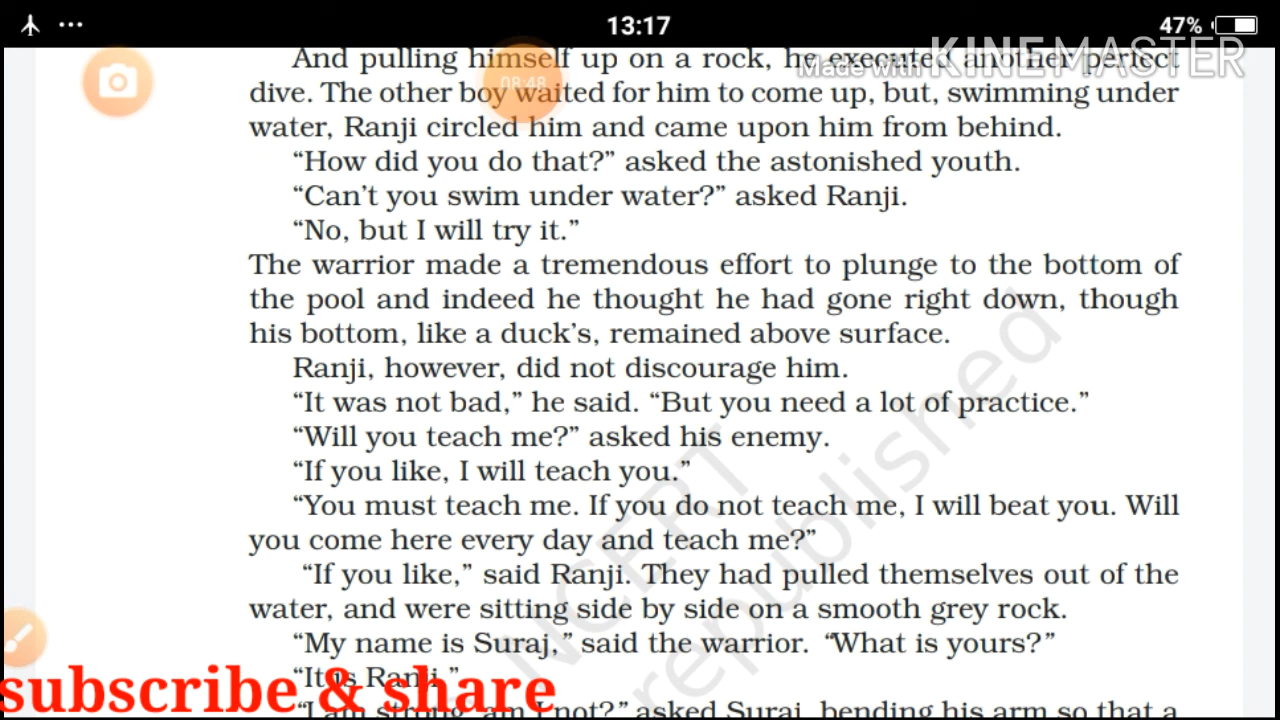 13:17
47%
Made with KINEMASTER
08:48
And pulling himself up on a rock, he executed another perfect
dive. The other boy waited for him to come up, but, swimming under
water, Ranji circled him and came upon him from behind.
“How did you do that?” asked the astonished youth.
“Can’t you swim under water?” asked Ranji.
“No, but I will try it.”
The warrior made a tremendous effort to plunge to the bottom of
the pool and indeed he thought he had gone right down, though
his bottom, like a duck’s, remained above surface.
Ranji, however, did not discourage him.
“It was not bad,” he said. “But you need a lot of practice.”
“Will you teach me?” asked his enemy.
“If you like, I will teach you.”
“You must teach me. If you do not teach me, I will beat you. Will
you come here every day and teach me?”
“If you like,” said Ranji. They had pulled themselves out of the
water, and were sitting side by side on a smooth grey rock.
“My name is Suraj,” said the warrior. “What is yours?”
“It is Ranji.”
“I am strong, am I not?” asked Suraj, bending his arm so that a
NCERT
republished
subscribe & share